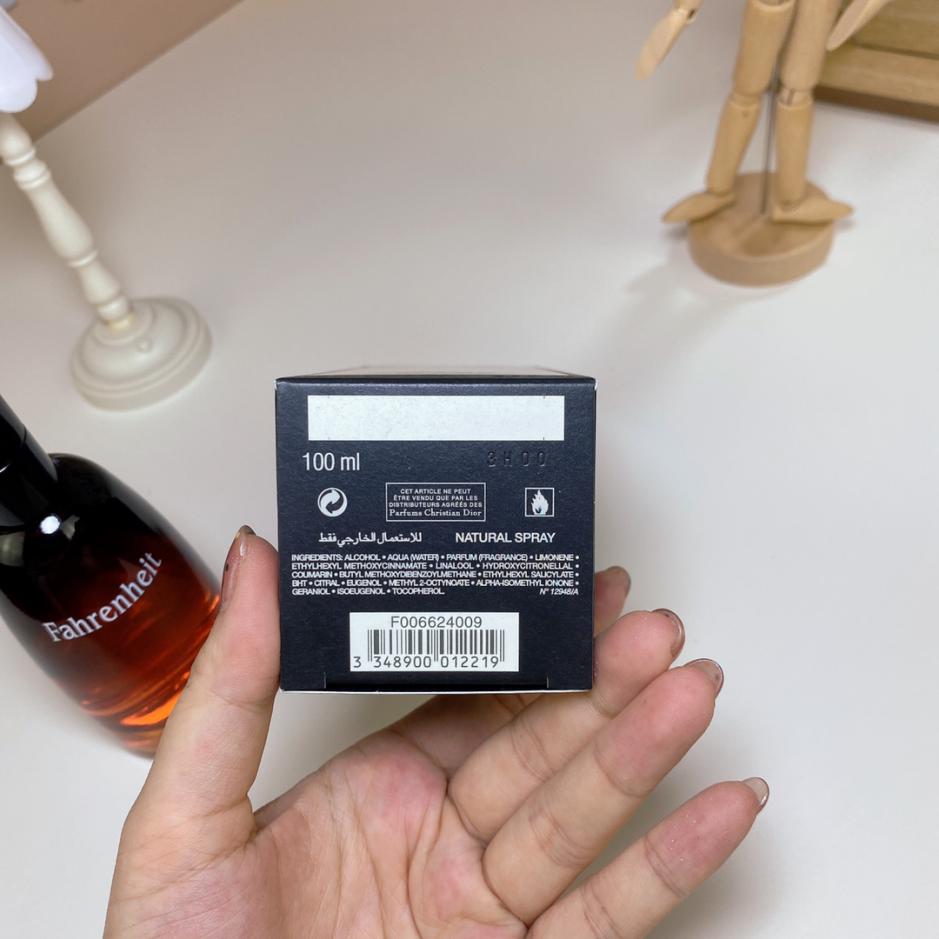 100 ml
3H00
CET ARTICLE NE PEUT
ÊTRE VENDU QUE PAR LES
DISTRIBUTEURS AGRÉÉS DES
Parfums Christian Dior
للاستعمال الخارجي فقط
NATURAL SPRAY
INGREDIENTS: ALCOHOL • AQUA (WATER) • PARFUM (FRAGRANCE) • LIMONENE •
ETHYLHEXYL METHOXYCINNAMATE • LINALOOL • HYDROXYCITRONELLAL •
COUMARIN • BUTYL METHOXYDIBENZOYLMETHANE • ETHYLHEXYL SALICYLATE •
BHT • CITRAL • EUGENOL • METHYL 2-OCTYNOATE • ALPHA-ISOMETHYL IONONE •
GERANIOL • ISOEUGENOL • TOCOPHEROL. N° 12948/A
F006624009
3 348900 012219
Fahrenheit